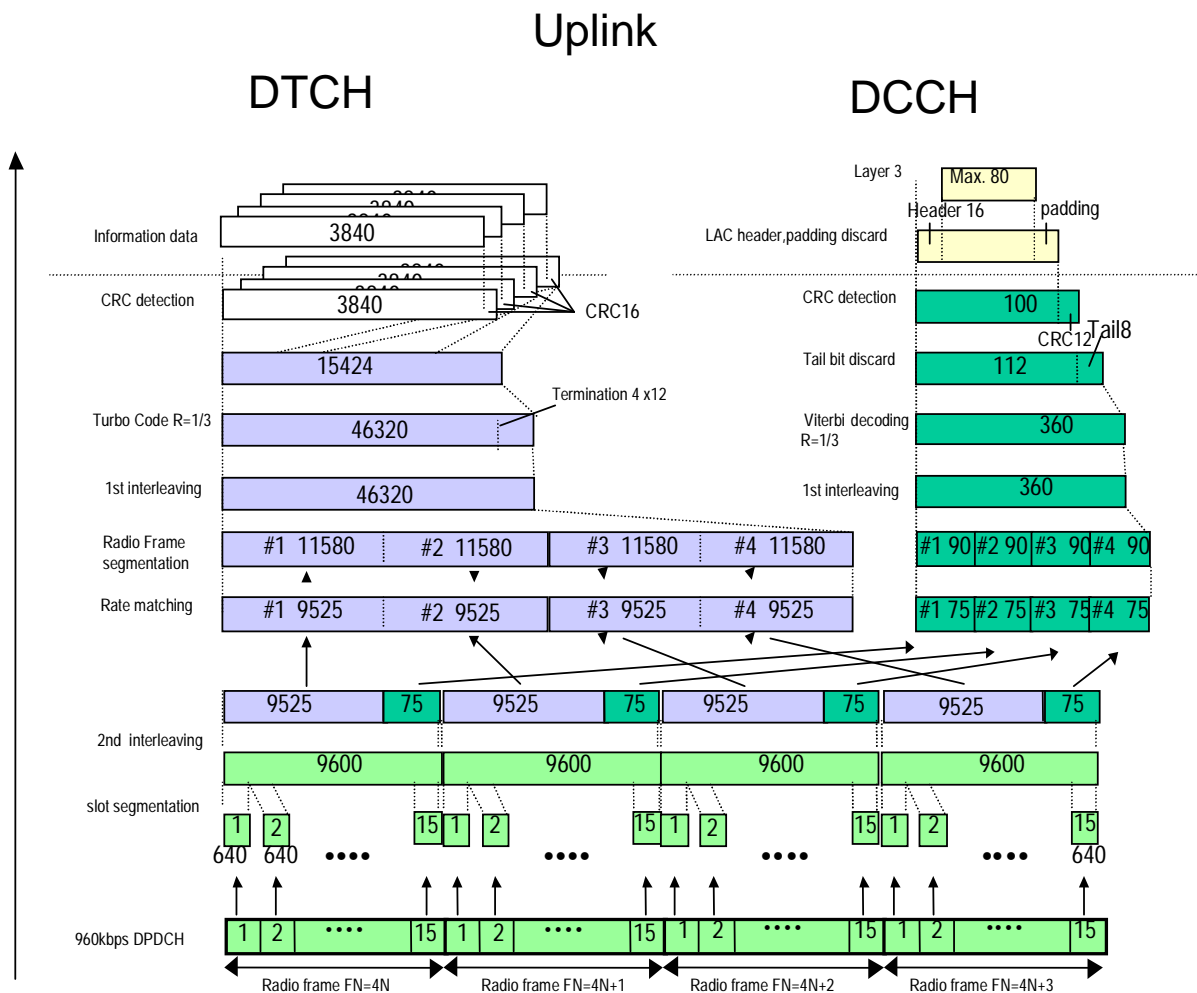 Uplink
DTCH
DCCH
Layer 3
Max. 80
Header 16
padding
Information data
3840
3840
3840
3840
LAC header,padding discard
CRC detection
3840
3840
3840
3840
CRC16
CRC detection
100
CRC12
Tail8
15424
Tail bit discard
112
Termination 4 x12
Turbo Code R=1/3
46320
Viterbi decoding
R=1/3
360
1st interleaving
46320
1st interleaving
360
Radio Frame
segmentation
#1 11580
#2 11580
#3 11580
#4 11580
#1 90
#2 90
#3 90
#4 90
Rate matching
#1 9525
#2 9525
#3 9525
#4 9525
#1 75
#2 75
#3 75
#4 75
9525
75
9525
75
9525
75
9525
75
2nd interleaving
9600
9600
9600
9600
slot segmentation
1
2
15
1
2
15
1
2
15
1
2
15
640
640
••••
••••
••••
••••
640
960kbps DPDCH
1
2
••••
15
1
2
••••
15
1
2
••••
15
1
2
••••
15
Radio frame FN=4N
Radio frame FN=4N+1
Radio frame FN=4N+2
Radio frame FN=4N+3